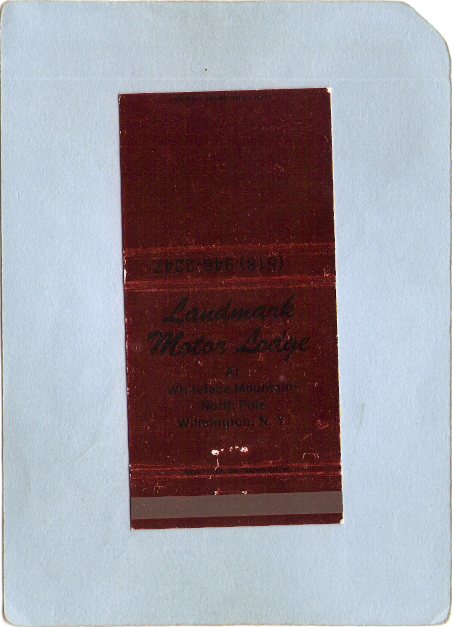 (518) 946-2247
Landmark
Motor Lodge
At
Whiteface Mountain
North Pole
Wilmington, N. Y.